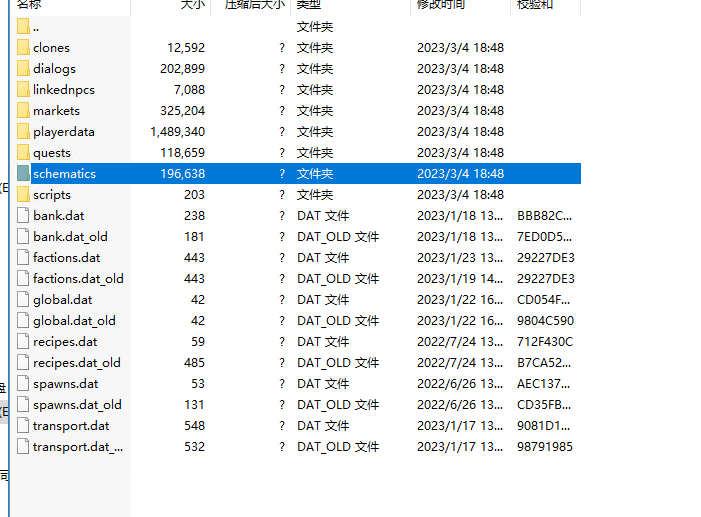 名称 大小 压缩后大小 类型 修改时间 校验和
.. 文件夹
clones 12,592 ? 文件夹 2023/3/4 18:48
dialogs 202,899 ? 文件夹 2023/3/4 18:48
linkednpcs 7,088 ? 文件夹 2023/3/4 18:48
markets 325,204 ? 文件夹 2023/3/4 18:48
playerdata 1,489,340 ? 文件夹 2023/3/4 18:48
quests 118,659 ? 文件夹 2023/3/4 18:48
schematics 196,638 ? 文件夹 2023/3/4 18:48
scripts 203 ? 文件夹 2023/3/4 18:48
bank.dat 238 ? DAT 文件 2023/1/18 13... BBB82C...
bank.dat_old 181 ? DAT_OLD 文件 2023/1/18 13... 7ED0D5...
factions.dat 443 ? DAT 文件 2023/1/23 13... 29227DE3
factions.dat_old 443 ? DAT_OLD 文件 2023/1/19 14... 29227DE3
global.dat 42 ? DAT 文件 2023/1/22 16... CD054F...
global.dat_old 42 ? DAT_OLD 文件 2023/1/22 16... 9804C590
recipes.dat 59 ? DAT 文件 2022/7/24 13... 712F430C
recipes.dat_old 485 ? DAT_OLD 文件 2022/7/24 13... B7CA52...
spawns.dat 53 ? DAT 文件 2022/6/26 13... AEC137...
盘
spawns.dat_old 131 ? DAT_OLD 文件 2022/6/26 13... CD35FB...
transport.dat 548 ? DAT 文件 2023/1/17 13... 9081D1...
transport.dat_... 532 ? DAT_OLD 文件 2023/1/17 13... 98791985
同